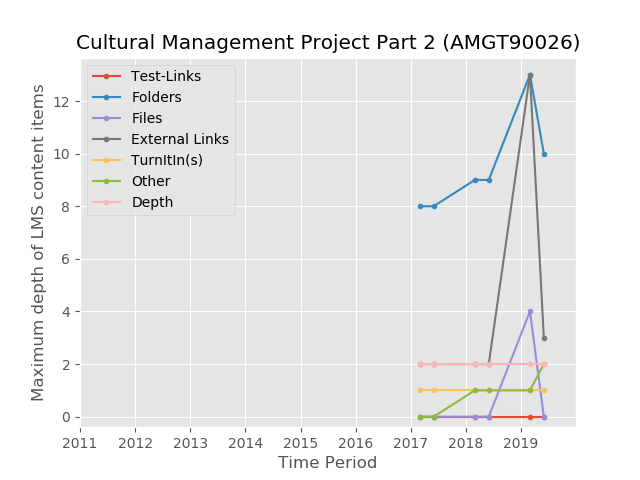 Cultural Management Project Part 2 (AMGT90026)
Test-Links
Folders
Files
External Links
TurnItIn(s)
Other
Depth
Maximum depth of LMS content items
12
10
8
6
4
2
0
2011 2012 2013 2014 2015 2016 2017 2018 2019
Time Period